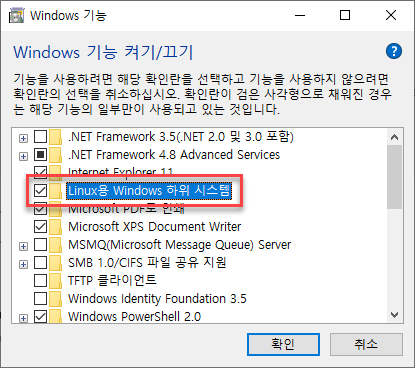 Windows 기능
Windows 기능 켜기/끄기
기능을 사용하려면 해당 확인란을 선택하고 기능을 사용하지 않으려면
확인란의 선택을 취소하십시오. 확인란이 검은 사각형으로 채워진 경우
는 해당 기능의 일부만이 사용되고 있는 것입니다.
.NET Framework 3.5(.NET 2.0 및 3.0 포함)
.NET Framework 4.8 Advanced Services
Internet Explorer 11
Linux용 Windows 하위 시스템
Microsoft PDF로 인쇄
Microsoft XPS Document Writer
MSMQ(Microsoft Message Queue) Server
SMB 1.0/CIFS 파일 공유 지원
TFTP 클라이언트
Windows Identity Foundation 3.5
Windows PowerShell 2.0
확인
취소